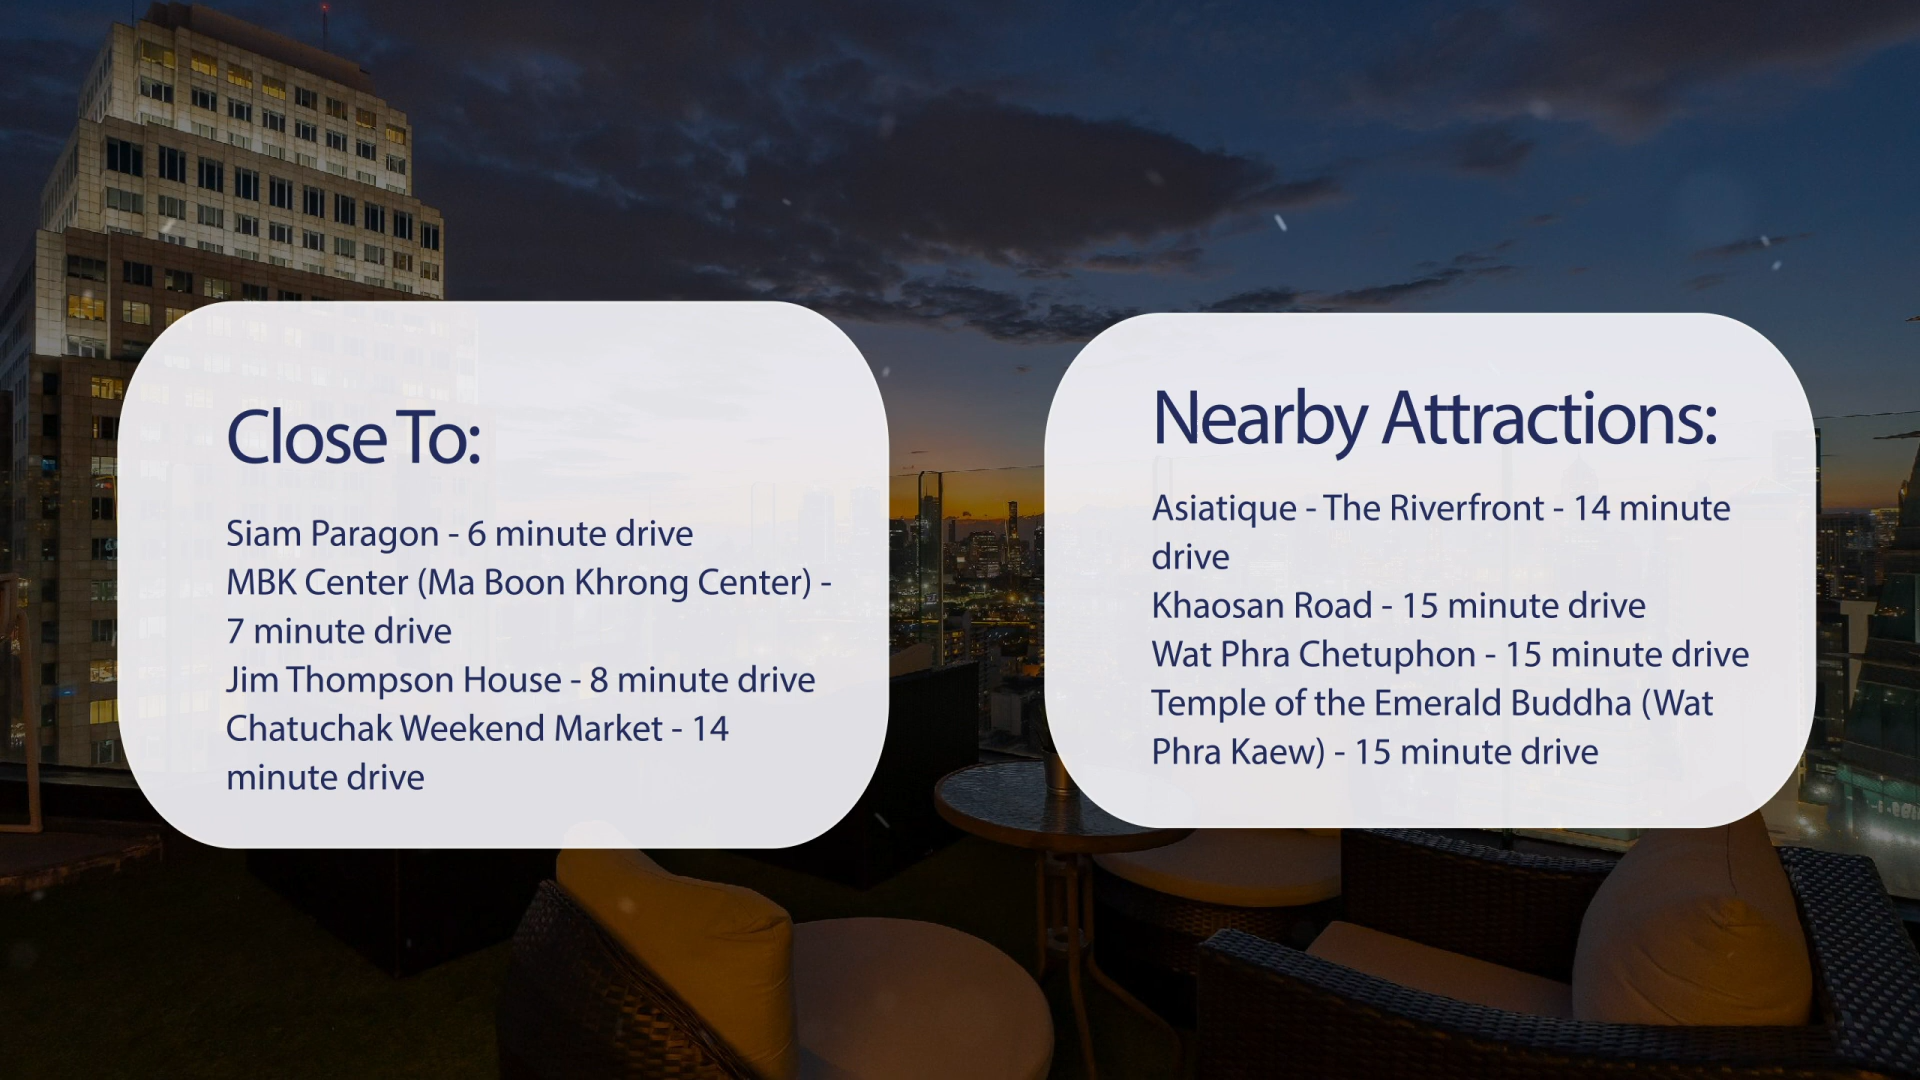 Close To:
Siam Paragon - 6 minute drive
MBK Center (Ma Boon Khrong Center) -
7 minute drive
Jim Thompson House - 8 minute drive
Chatuchak Weekend Market - 14
minute drive
Nearby Attractions:
Asiatique - The Riverfront - 14 minute
drive
Khaosan Road - 15 minute drive
Wat Phra Chetuphon - 15 minute drive
Temple of the Emerald Buddha (Wat
Phra Kaew) - 15 minute drive